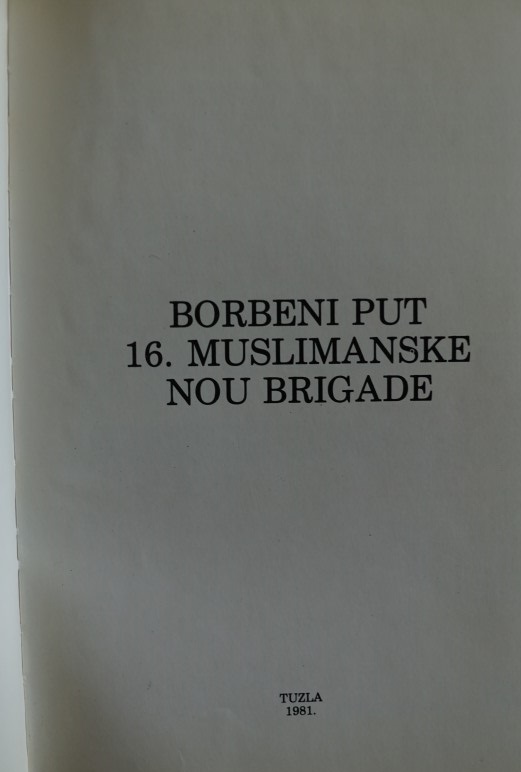 BORBENI PUT
16. MUSLIMANSKE
NOU BRIGADE
TUZLA
1981.